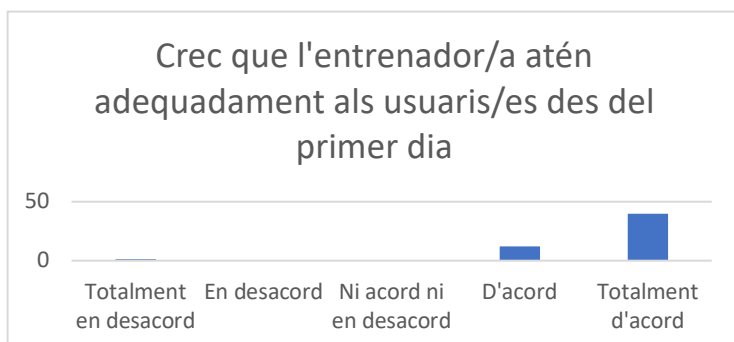 Crec que l'entrenador/a atén
adequadament als usuaris/es des del
primer dia
50
0
Totalment
en desacord
En desacord
Ni acord ni
en desacord
D'acord
Totalment
d'acord